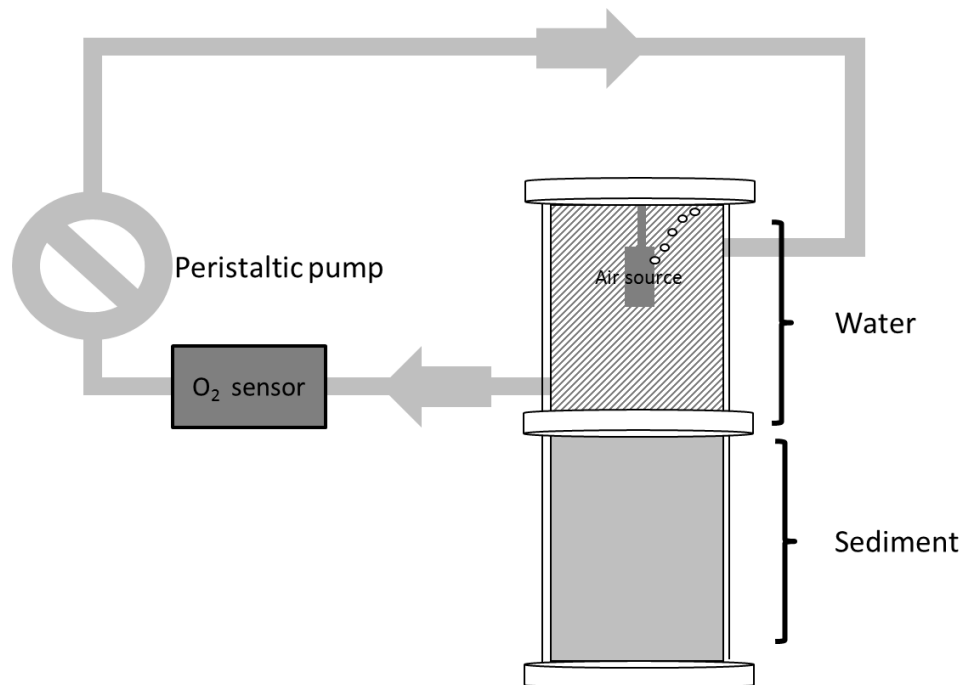 Peristaltic pump
Air source
Water
O₂ sensor
Sediment